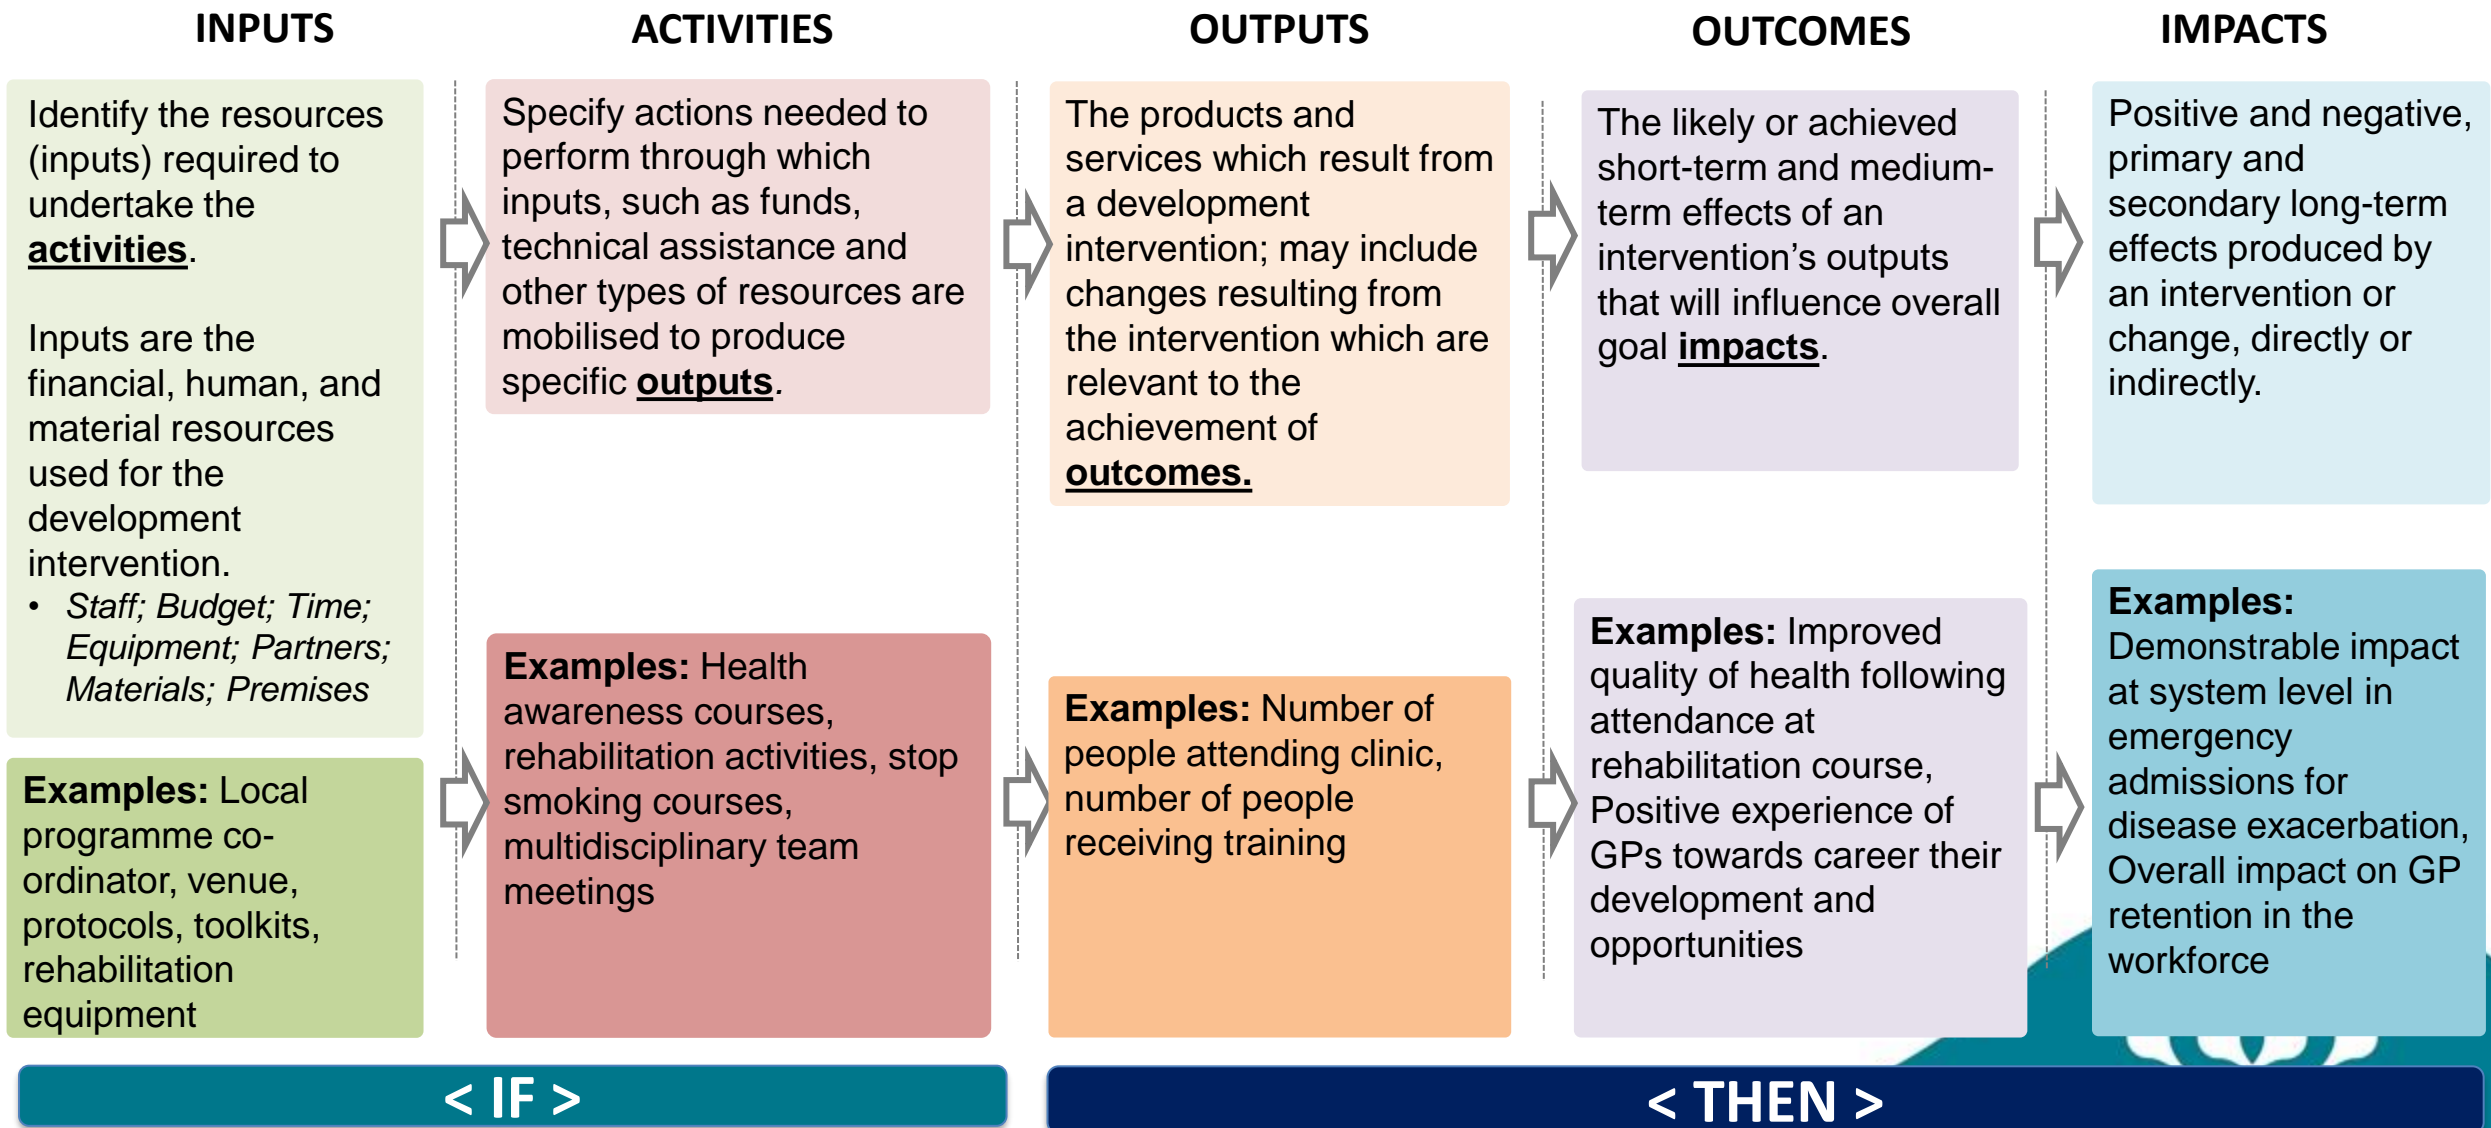 INPUTS
ACTIVITIES
OUTPUTS
OUTCOMES
IMPACTS
Identify the resources
(inputs) required to
undertake the
activities.
Inputs are the
financial, human, and
material resources
used for the
development
intervention.
• Staff; Budget; Time;
Equipment; Partners;
Materials; Premises
Specify actions needed to
perform through which
inputs, such as funds,
technical assistance and
other types of resources are
mobilised to produce
specific outputs.
The products and
services which result from
a development
intervention; may include
changes resulting from
the intervention which are
relevant to the
achievement of
outcomes.
The likely or achieved
short-term and medium-
term effects of an
intervention’s outputs
that will influence overall
goal impacts.
Positive and negative,
primary and
secondary long-term
effects produced by
an intervention or
change, directly or
indirectly.
Examples: Local
programme co-
ordinator, venue,
protocols, toolkits,
rehabilitation
equipment
Examples: Health
awareness courses,
rehabilitation activities, stop
smoking courses,
multidisciplinary team
meetings
Examples: Number of
people attending clinic,
number of people
receiving training
Examples: Improved
quality of health following
attendance at
rehabilitation course,
Positive experience of
GPs towards career their
development and
opportunities
Examples:
Demonstrable impact
at system level in
emergency
admissions for
disease exacerbation,
Overall impact on GP
retention in the
workforce
< IF >
< THEN >